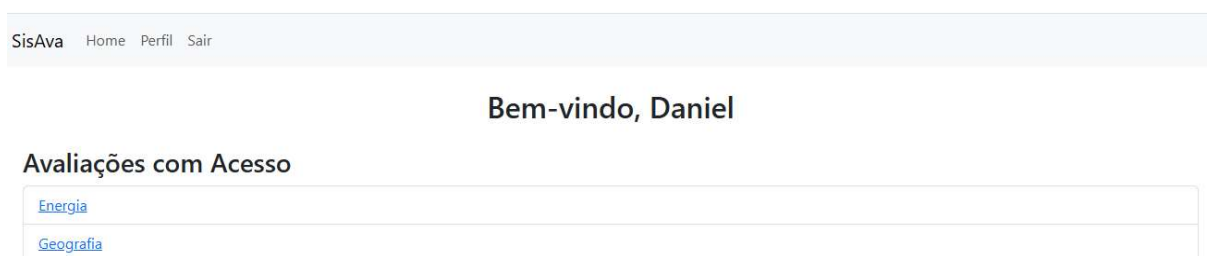 SisAva Home Perfil Sair
Bem-vindo, Daniel
Avaliações com Acesso
Energia
Geografia